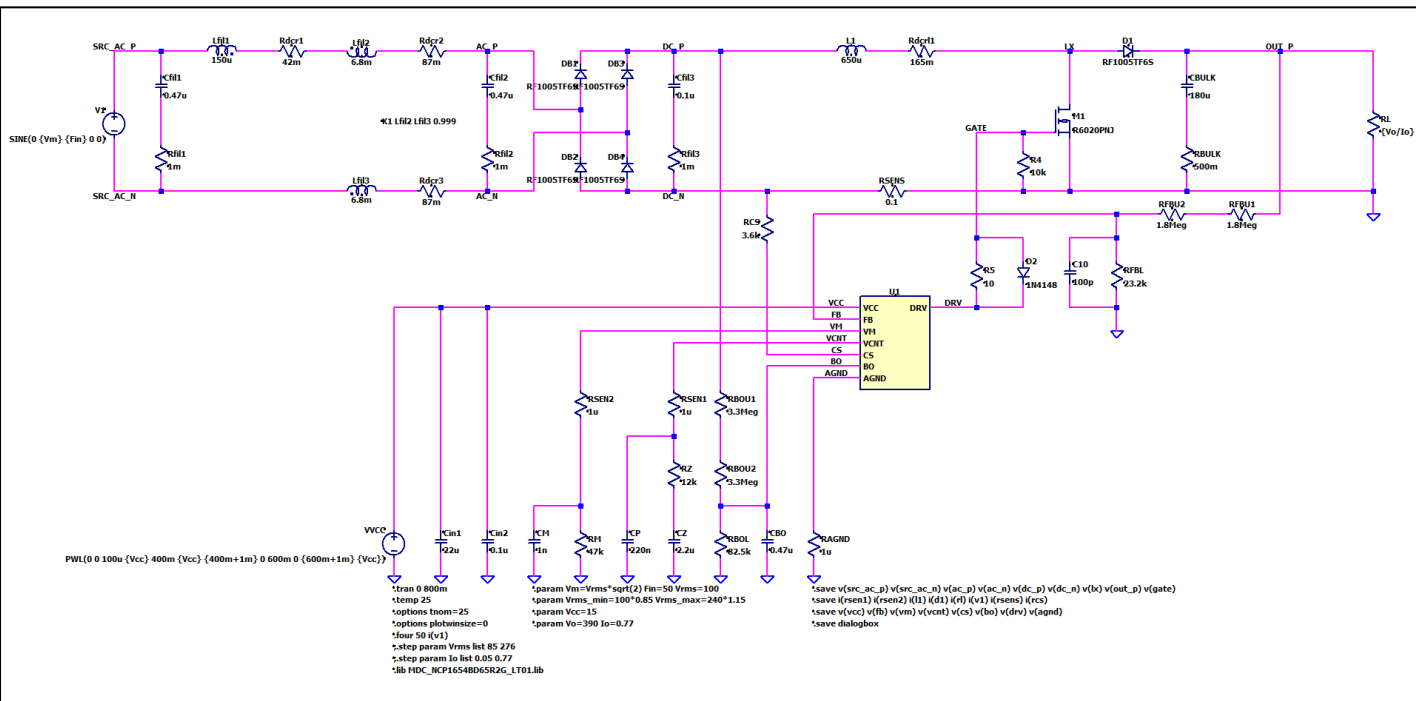 SRC_AC_P
Lfil1
150u
Rdcr1
42m
Lfil2
6.8m
Rdcr2
87m
AC_P
DB1
RF1005TF6S
DB3
RF1005TF6S
DC_P
L1
650u
Rdcrl1
165m
LX
D1
RF1005TF6S
OUT_P
Cfil1
0.47u
Cfil2
0.47u
Cfil3
0.1u
CBULK
180u
V1
SINE(0 {Vm} {Fin} 0 0)
K1 Lfil2 Lfil3 0.999
M1
R6020PNJ
GATE
RL
{Vo/Io}
Rfil1
1m
Rfil2
1m
DB2
RF1005TF6S
DB4
RF1005TF6S
Rfil3
1m
R4
10k
RBULK
500m
SRC_AC_N
Lfil3
6.8m
Rdcr3
87m
AC_N
DC_N
RSENS
0.1
RCS
3.6k
RFBU2
1.8Meg
RFBU1
1.8Meg
R5
10
D2
1N4148
C10
100p
RFBL
23.2k
U1
VCC
FB
VM
VCNT
CS
BO
AGND
VCC
FB
VM
VCNT
CS
BO
AGND
DRV
DRV
RSEN2
1u
RSEN1
1u
RBOU1
3.3Meg
RZ
12k
RBOU2
3.3Meg
VVCC
PWL(0 0 100u {Vcc} 400m {Vcc} {400m+1m} 0 600m 0 {600m+1m} {Vcc})
Cin1
22u
Cin2
0.1u
CM
1n
RM
47k
CP
220n
CZ
2.2u
RBOL
82.5k
CBO
0.47u
RAGND
1u
.tran 0 800m
.temp 25
.options tnom=25
.options plotwinsize=0
.four 50 i(v1)
.step param Vrms list 85 276
.step param Io list 0.05 0.77
.lib MDC_NCP1654BD65R2G_LT01.lib
.param Vm=Vrms*sqrt(2) Fin=50 Vrms=100
.param Vrms_min=100*0.85 Vrms_max=240*1.15
.param Vcc=15
.param Vo=390 Io=0.77
.save v(src_ac_p) v(src_ac_n) v(ac_p) v(ac_n) v(dc_p) v(dc_n) v(lx) v(out_p) v(gate)
.save i(rsen1) i(rsen2) i(l1) i(d1) i(rl) i(v1) i(rsens) i(rcs)
.save v(vcc) v(fb) v(vm) v(vcnt) v(cs) v(bo) v(drv) v(agnd)
.save dialogbox